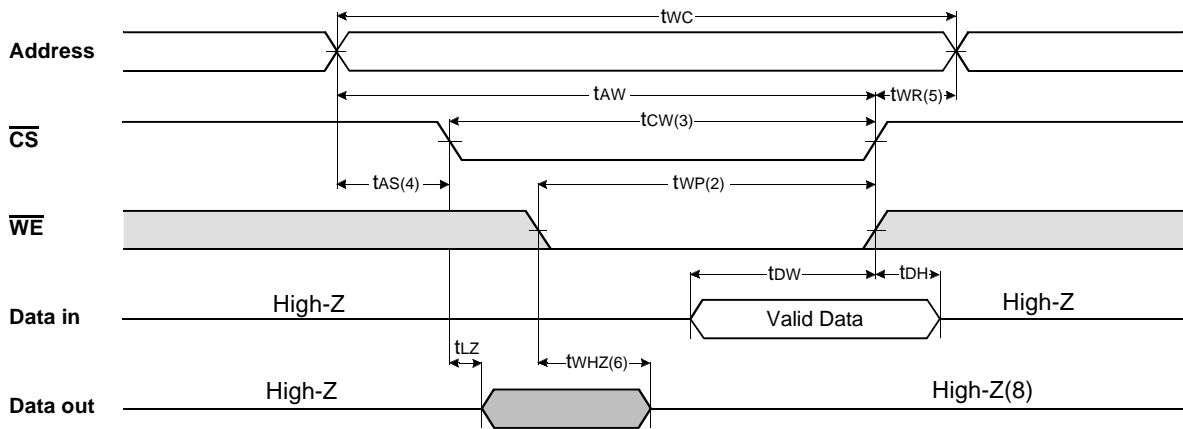 tWC
Address
tAW
tWR(5)
CS
tCW(3)
tAS(4)
tWP(2)
WE
tDW
tDH
Data in
High-Z
Valid Data
High-Z
tLZ
tWHZ(6)
Data out
High-Z
High-Z(8)